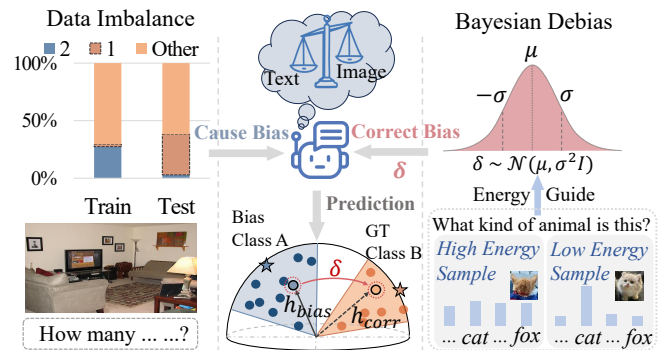 Data Imbalance
2 1 Other
100%
50%
0%
Train Test
How many ... ...?
Text
Image
Cause Bias
Correct Bias
δ
Prediction
Bias
Class A
GT
Class B
δ
h_bias
h_corr
Bayesian Debias
μ
−σ σ
δ ~ 𝒩(μ, σ²I)
Energy Guide
What kind of animal is this?
High Energy
Sample
... cat ... fox
Low Energy
Sample
... cat ... fox